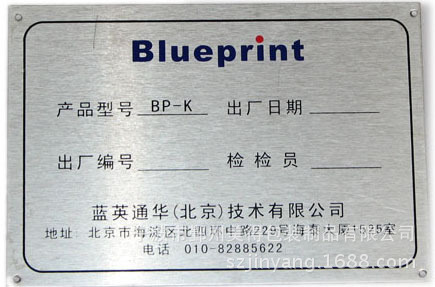 Blueprint
产品型号 BP-K 出厂日期
出厂编号 检检员
蓝英通华(北京)技术有限公司
地址: 北京市海淀区北四环中路229号海泰大厦1525室
电话 010-82885622
szjinyang.1688.com